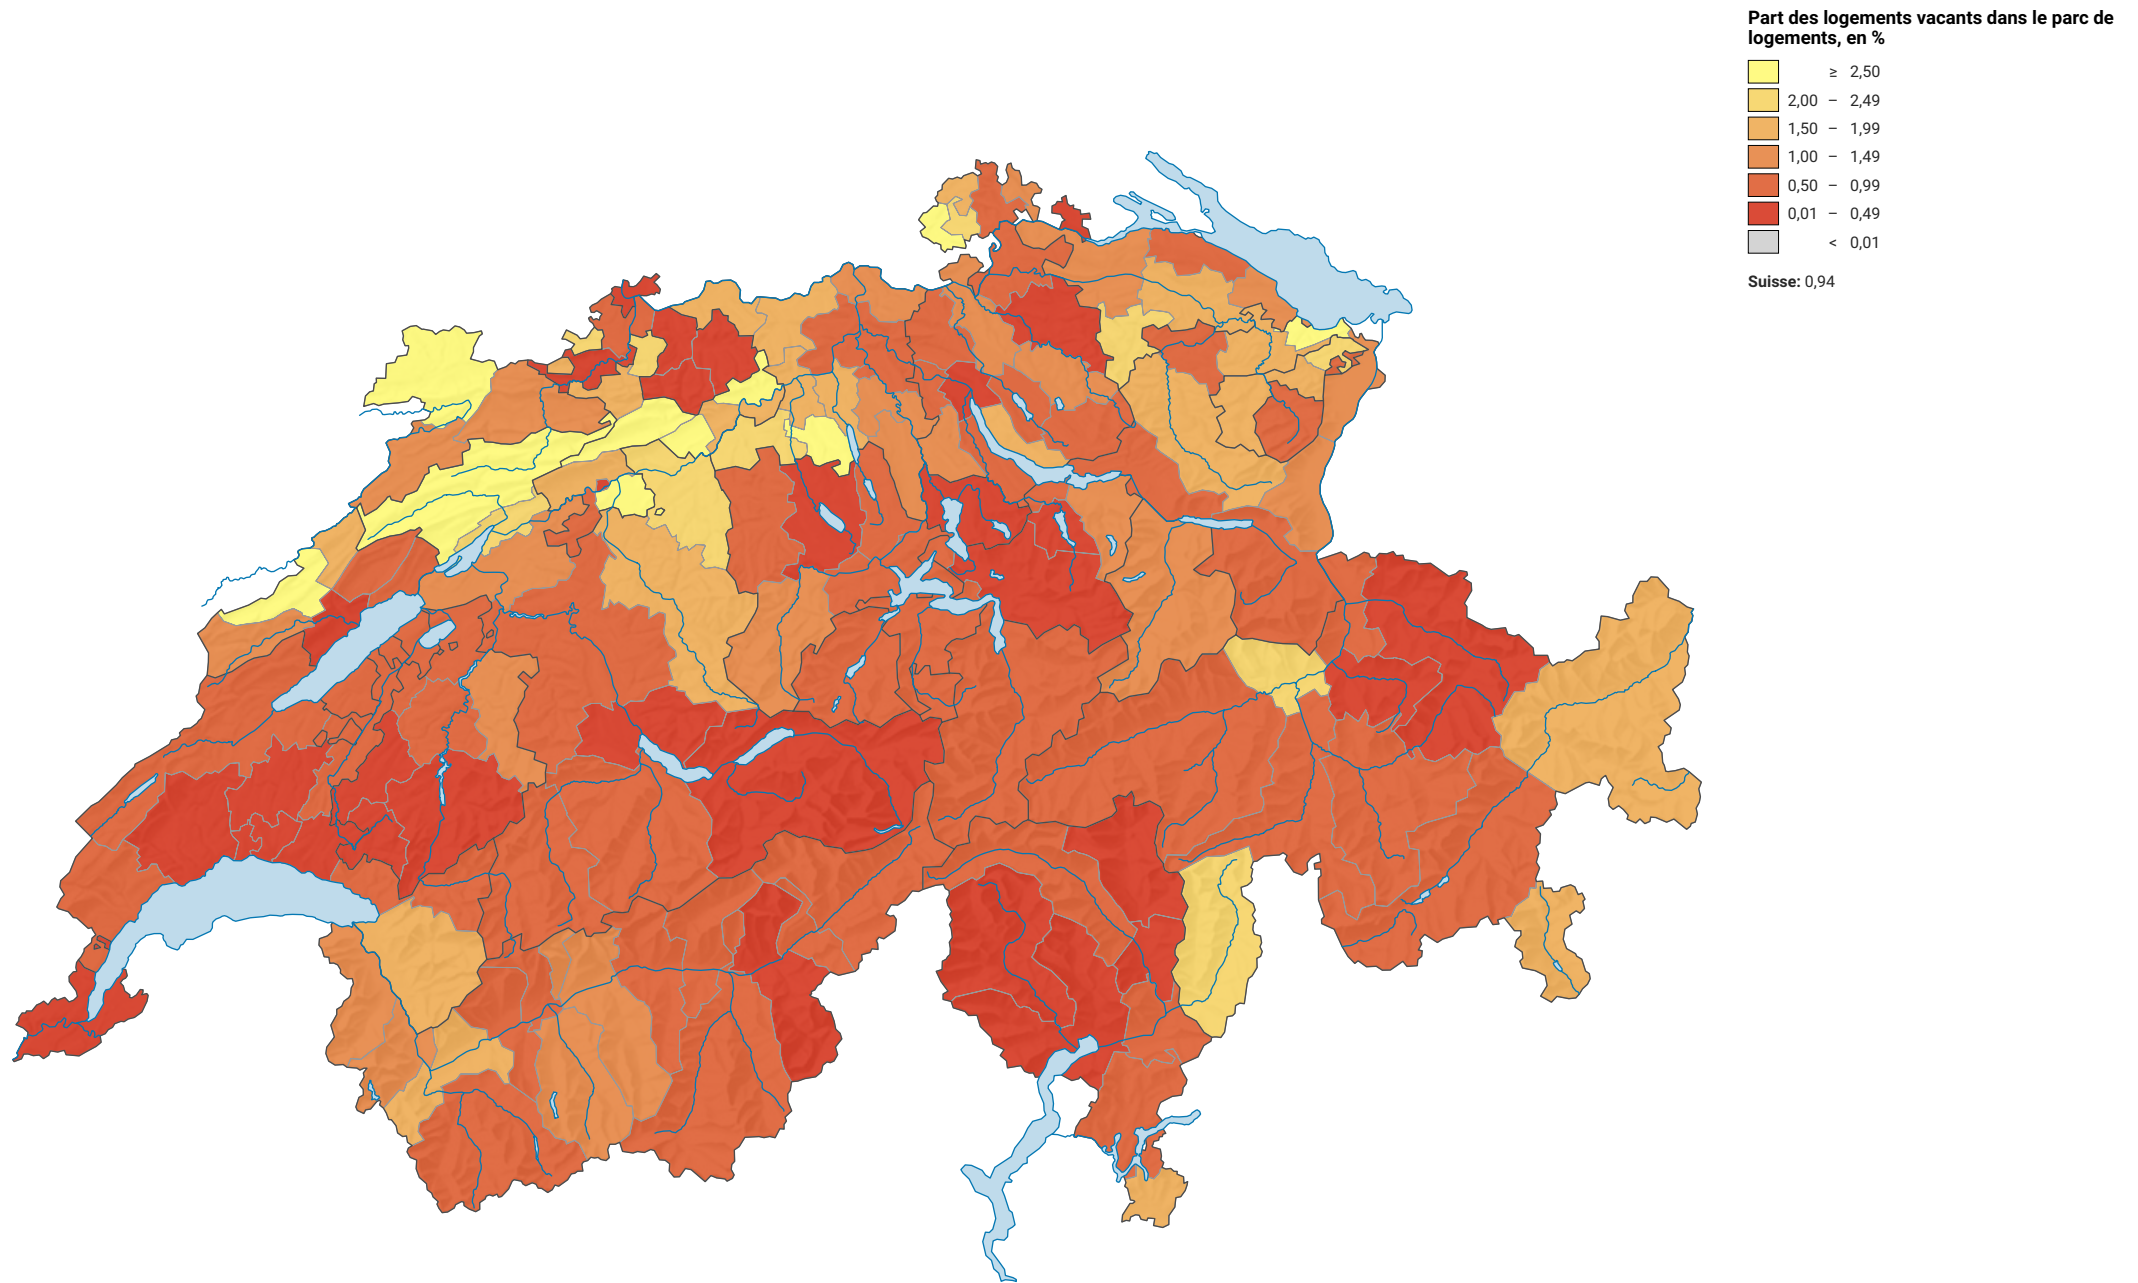 Part des logements vacants dans le parc de
logements, en %
≥ 2,50
2,00 – 2,49
1,50 – 1,99
1,00 – 1,49
0,50 – 0,99
0,01 – 0,49
< 0,01
Suisse: 0,94